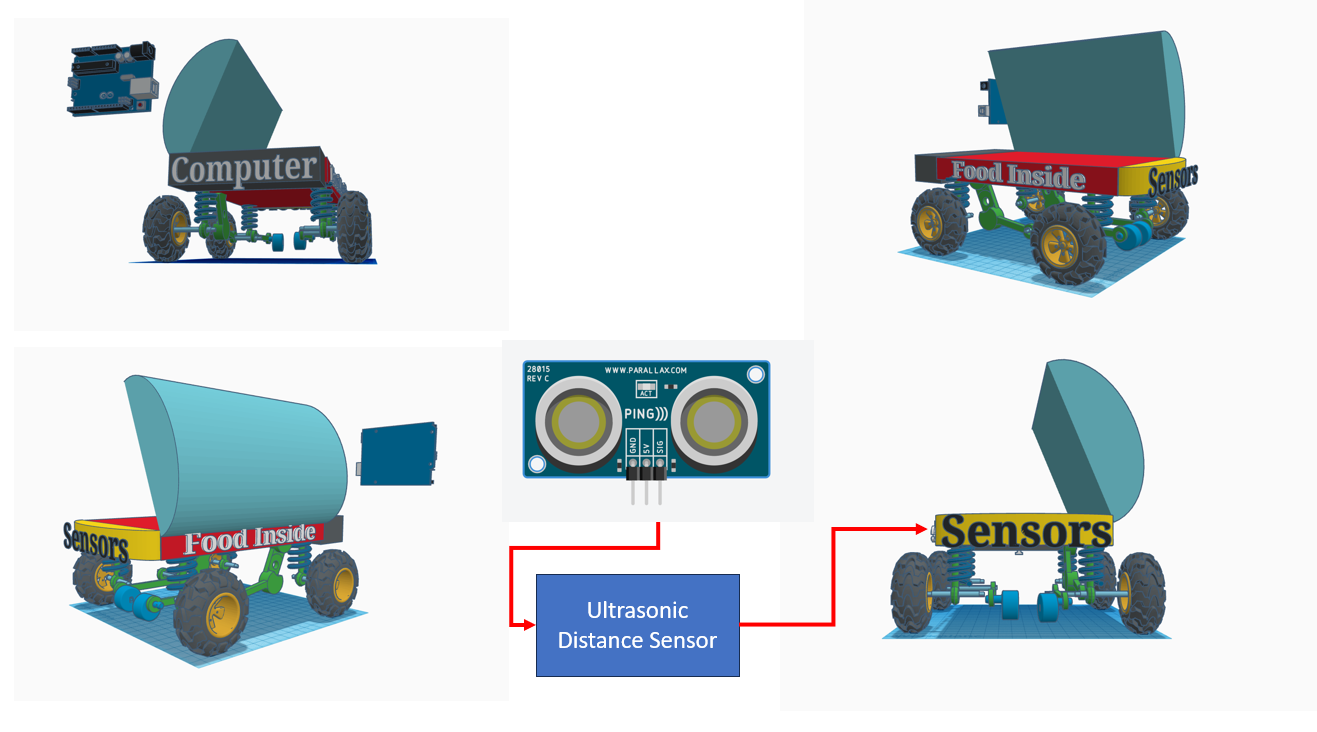 Computer
Food Inside
Sensors
28015
REV C
WWW.PARALLAX.COM
ACT
PING)))
GND
5V
SIG
Sensors
Food Inside
Sensors
Ultrasonic
Distance Sensor